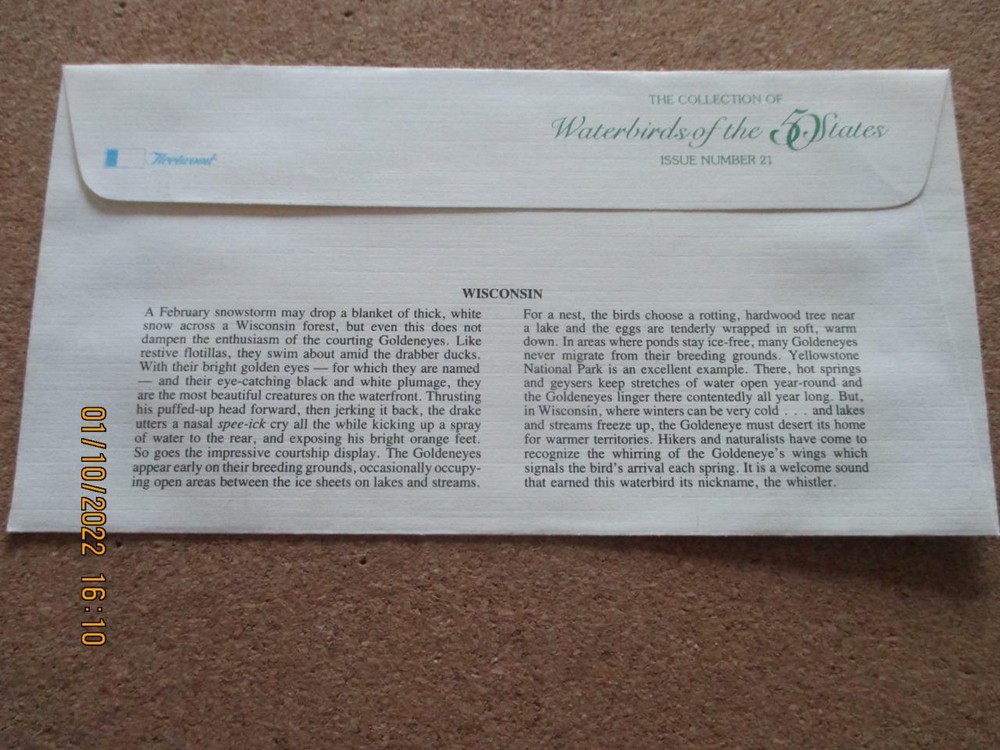 THE COLLECTION OF
Waterbirds of the 50 States
ISSUE NUMBER 21
Fleetwood
WISCONSIN
A February snowstorm may drop a blanket of thick, white
snow across a Wisconsin forest, but even this does not
dampen the enthusiasm of the courting Goldeneyes. Like
restive flotillas, they swim about amid the drabber ducks.
With their bright golden eyes — for which they are named
— and their eye-catching black and white plumage, they
are the most beautiful creatures on the waterfront. Thrusting
his puffed-up head forward, then jerking it back, the drake
utters a nasal spee-ick cry all the while kicking up a spray
of water to the rear, and exposing his bright orange feet.
So goes the impressive courtship display. The Goldeneyes
appear early on their breeding grounds, occasionally occupy-
ing open areas between the ice sheets on lakes and streams.
For a nest, the birds choose a rotting, hardwood tree near
a lake and the eggs are tenderly wrapped in soft, warm
down. In areas where ponds stay ice-free, many Goldeneyes
never migrate from their breeding grounds. Yellowstone
National Park is an excellent example. There, hot springs
and geysers keep stretches of water open year-round and
the Goldeneyes linger there contentedly all year long. But,
in Wisconsin, where winters can be very cold . . . and lakes
and streams freeze up, the Goldeneye must desert its home
for warmer territories. Hikers and naturalists have come to
recognize the whirring of the Goldeneye's wings which
signals the bird's arrival each spring. It is a welcome sound
that earned this waterbird its nickname, the whistler.
01/10/2022 16:10